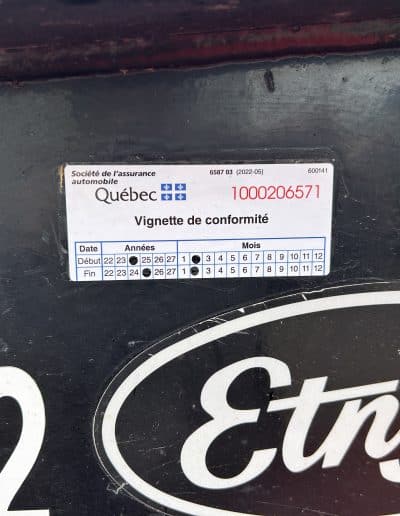 Société de l'assurance
automobile
Québec
6587 03 (2022-05)
600141
1000206571
Vignette de conformité
Date Années Mois
Début 22 23 25 26 27 1 3 4 5 6 7 8 9 10 11 12
Fin 22 23 24 26 27 1 3 4 5 6 7 8 9 10 11 12
2
Etny